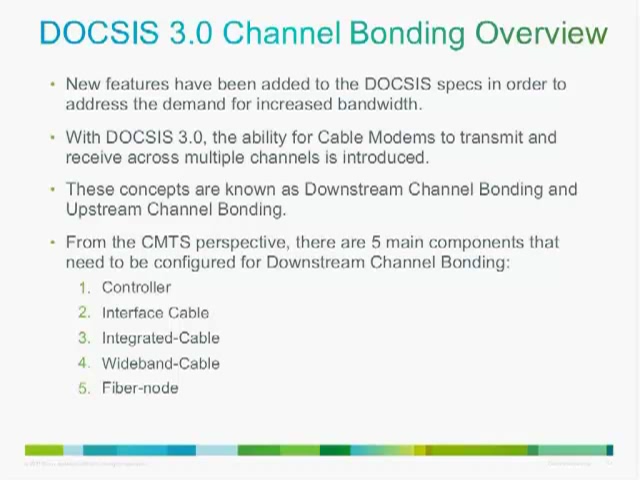 DOCSIS 3.0 Channel Bonding Overview
• New features have been added to the DOCSIS specs in order to
address the demand for increased bandwidth.
• With DOCSIS 3.0, the ability for Cable Modems to transmit and
receive across multiple channels is introduced.
• These concepts are known as Downstream Channel Bonding and
Upstream Channel Bonding.
• From the CMTS perspective, there are 5 main components that
need to be configured for Downstream Channel Bonding:
1. Controller
2. Interface Cable
3. Integrated-Cable
4. Wideband-Cable
5. Fiber-node